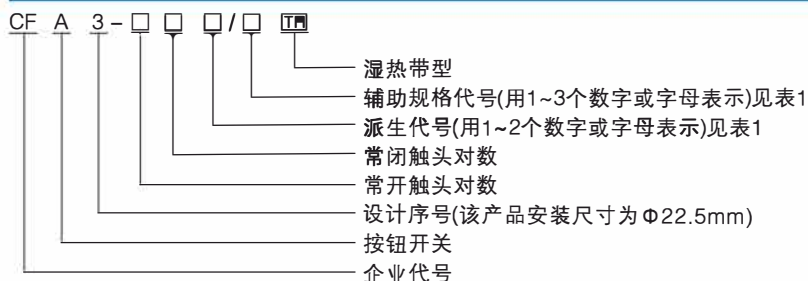 CF A 3-□ □ □/□ TH
湿热带型
辅助规格代号(用1~3个数字或字母表示)见表1
派生代号(用1~2个数字或字母表示)见表1
常闭触头对数
常开触头对数
设计序号(该产品安装尺寸为Φ22.5mm)
按钮开关
企业代号